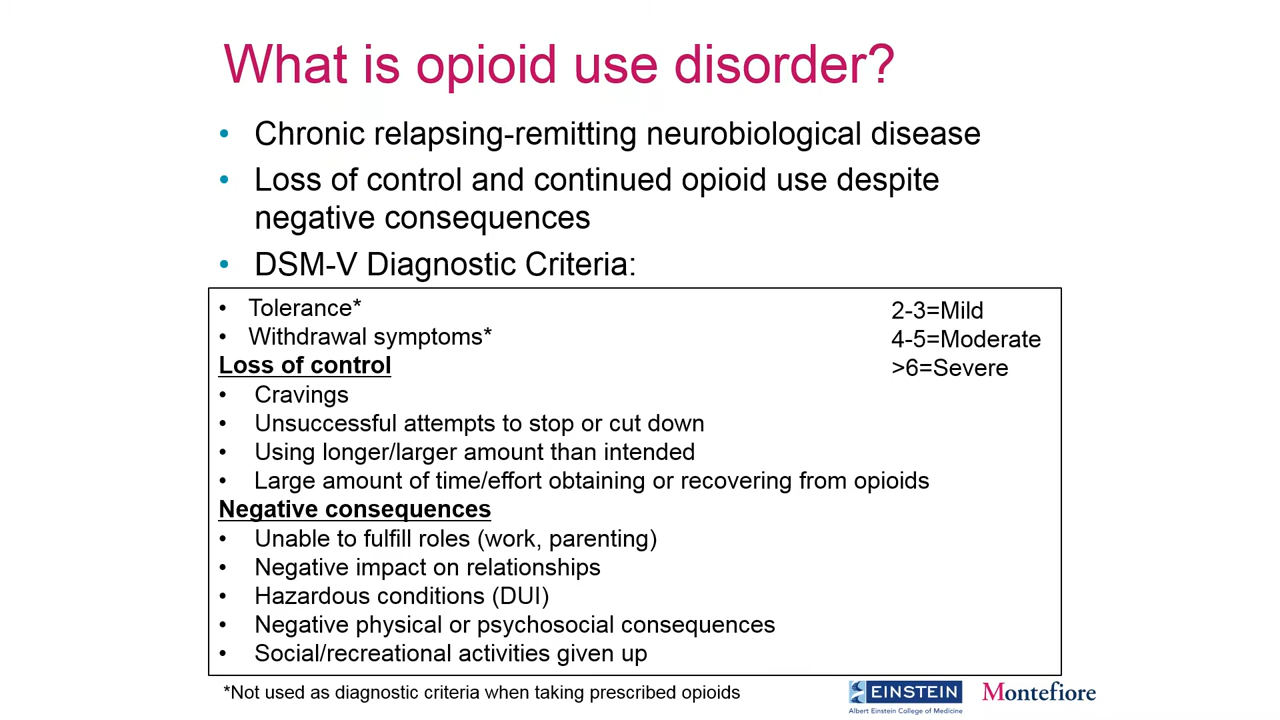 What is opioid use disorder?
• Chronic relapsing-remitting neurobiological disease
• Loss of control and continued opioid use despite
negative consequences
• DSM-V Diagnostic Criteria:
• Tolerance*
• Withdrawal symptoms*
2-3=Mild
4-5=Moderate
>6=Severe
Loss of control
• Cravings
• Unsuccessful attempts to stop or cut down
• Using longer/larger amount than intended
• Large amount of time/effort obtaining or recovering from opioids
Negative consequences
• Unable to fulfill roles (work, parenting)
• Negative impact on relationships
• Hazardous conditions (DUI)
• Negative physical or psychosocial consequences
• Social/recreational activities given up
*Not used as diagnostic criteria when taking prescribed opioids
EINSTEIN
Albert Einstein College of Medicine
Montefiore